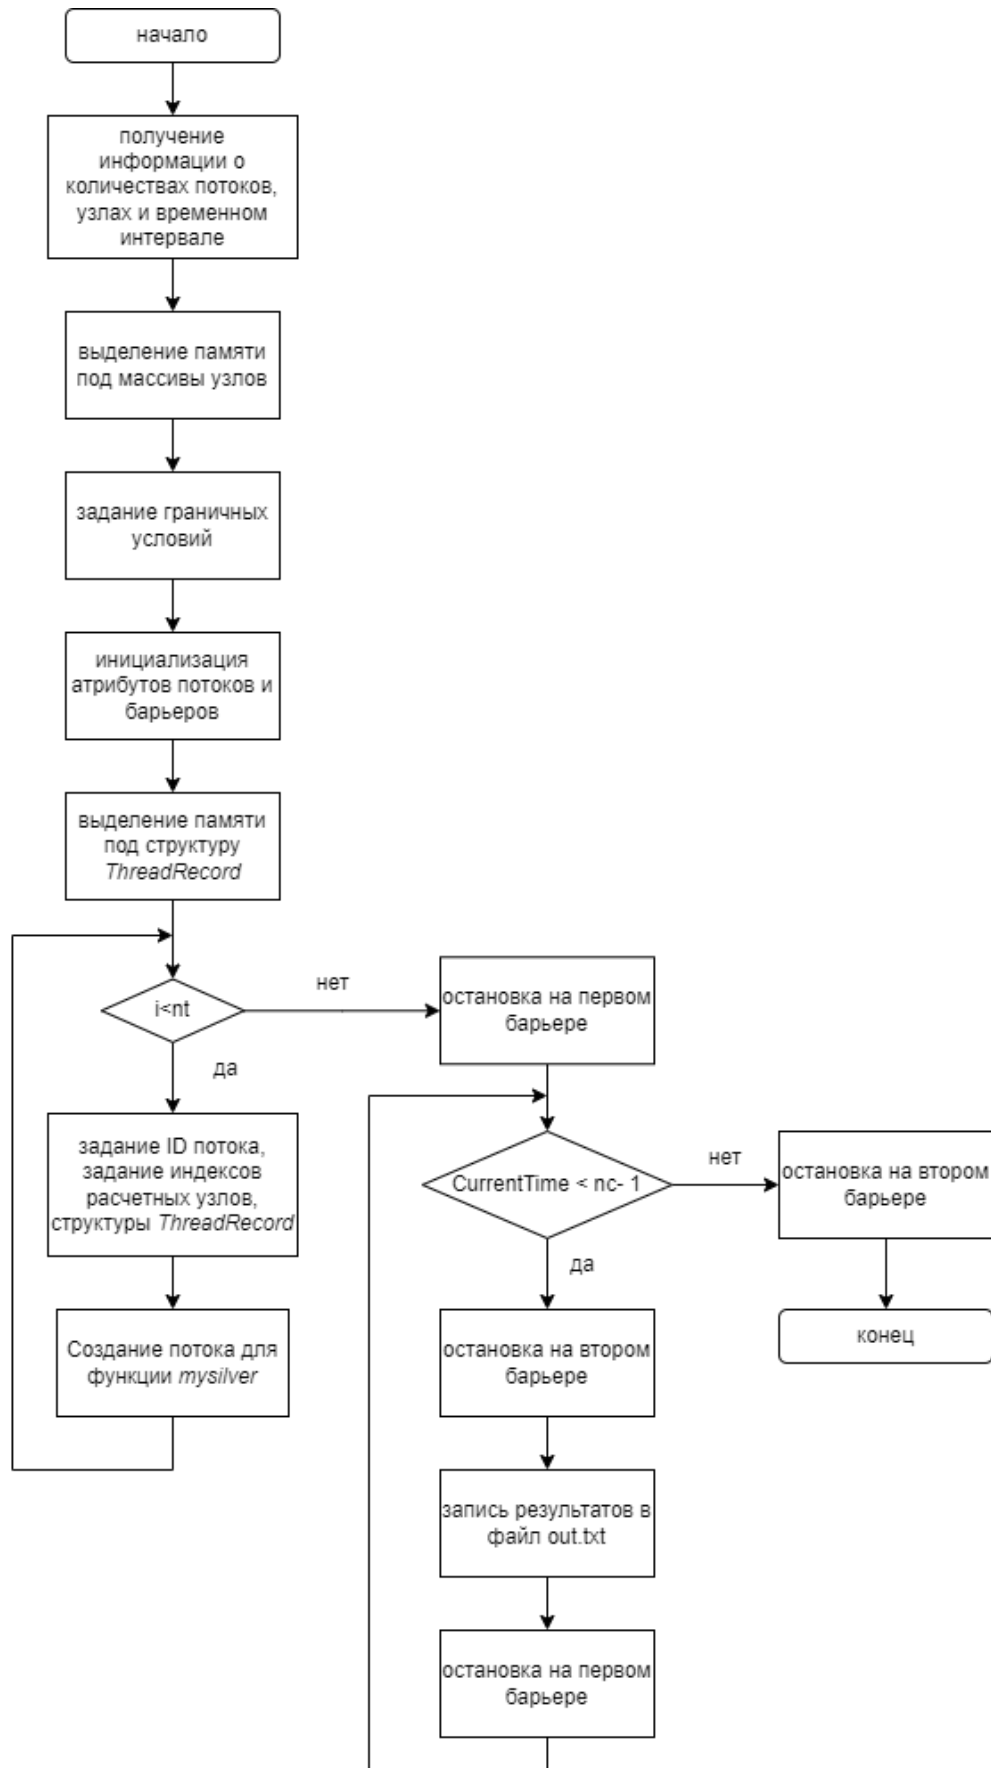 начало
получение
информации о
количествах потоков,
узлах и временном
интервале
выделение памяти
под массивы узлов
задание граничных
условий
инициализация
атрибутов потоков и
барьеров
выделение памяти
под структуру
ThreadRecord
i<nt
нет
да
задание ID потока,
задание индексов
расчетных узлов,
структуры ThreadRecord
Создание потока для
функции mysilver
остановка на первом
барьере
CurrentTime < nc- 1
нет
да
остановка на втором
барьере
конец
остановка на втором
барьере
запись результатов в
файл out.txt
остановка на первом
барьере